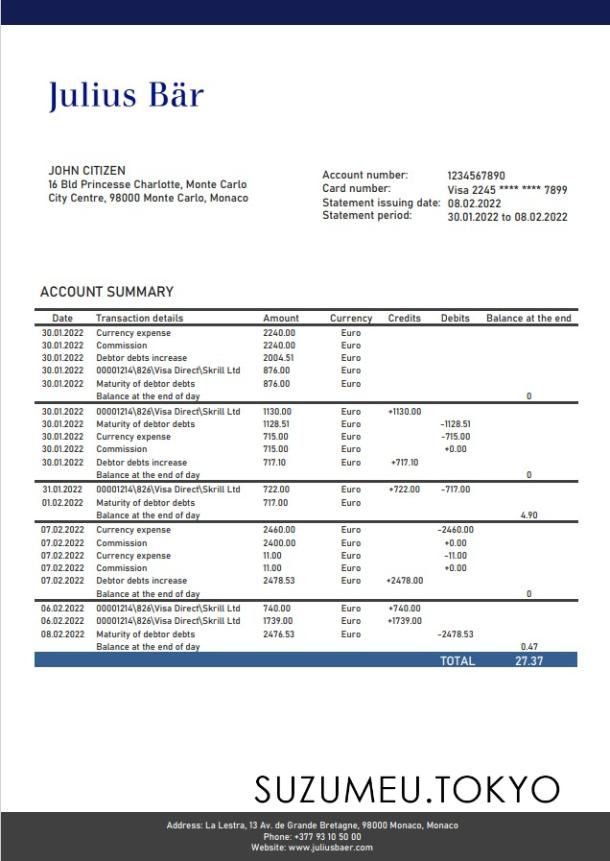 Julius Bär
JOHN CITIZEN
16 Bld Princesse Charlotte, Monte Carlo
City Centre, 98000 Monte Carlo, Monaco
Account number: 1234567890
Card number: Visa 2245 **** **** 7899
Statement issuing date: 08.02.2022
Statement period: 30.01.2022 to 08.02.2022
ACCOUNT SUMMARY
Date Transaction details Amount Currency Credits Debits Balance at the end
30.01.2022 Currency expense 2240.00 Euro
30.01.2022 Commission 2240.00 Euro
30.01.2022 Debtor debts increase 2004.51 Euro
30.01.2022 00001214\826\Visa Direct\Skrill Ltd 876.00 Euro
30.01.2022 Maturity of debtor debts 876.00 Euro
Balance at the end of day 0
30.01.2022 00001214\826\Visa Direct\Skrill Ltd 1130.00 Euro +1130.00
30.01.2022 Maturity of debtor debts 1128.51 Euro -1128.51
30.01.2022 Currency expense 715.00 Euro -715.00
30.01.2022 Commission 715.00 Euro +0.00
30.01.2022 Debtor debts increase 717.10 Euro +717.10
Balance at the end of day 0
31.01.2022 00001214\826\Visa Direct\Skrill Ltd 722.00 Euro +722.00 -717.00
01.02.2022 Maturity of debtor debts 717.00 Euro
Balance at the end of day 4.90
07.02.2022 Currency expense 2460.00 Euro -2460.00
07.02.2022 Commission 2400.00 Euro +0.00
07.02.2022 Currency expense 11.00 Euro -11.00
07.02.2022 Commission 11.00 Euro +0.00
07.02.2022 Debtor debts increase 2478.53 Euro +2478.00
Balance at the end of day 0
06.02.2022 00001214\826\Visa Direct\Skrill Ltd 740.00 Euro +740.00
06.02.2022 00001214\826\Visa Direct\Skrill Ltd 1739.00 Euro +1739.00
08.02.2022 Maturity of debtor debts 2476.53 Euro -2478.53
Balance at the end of day 0.47
TOTAL 27.37
SUZUMEU.TOKYO
Address: La Lestra, 13 Av. de Grande Bretagne, 98000 Monaco, Monaco
Phone: +377 93 10 50 00
Website: www.juliusbaer.com